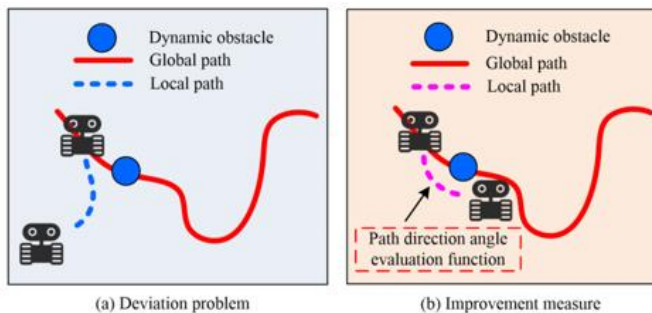 Dynamic obstacle
Global path
Local path
(a) Deviation problem
Dynamic obstacle
Global path
Local path
Path direction angle
evaluation function
(b) Improvement measure